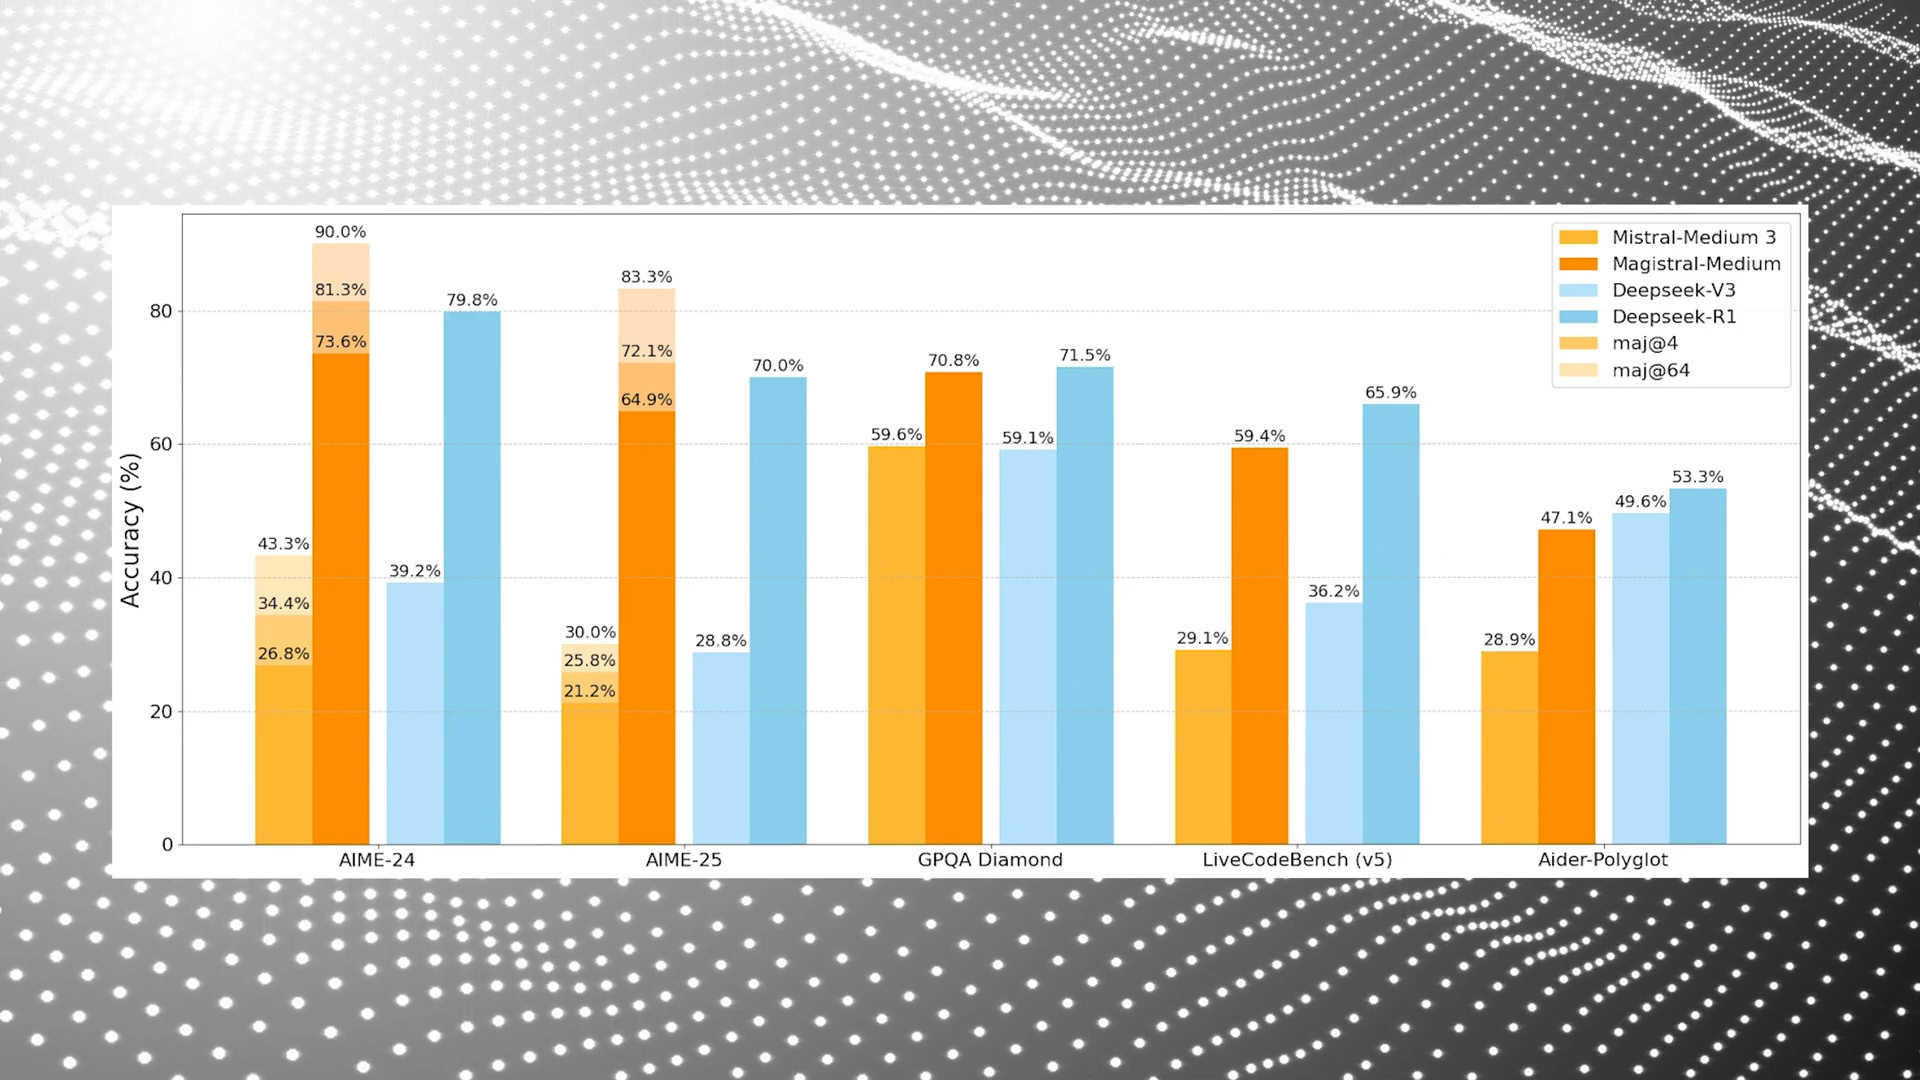 Mistral-Medium 3
Magistral-Medium
Deepseek-V3
Deepseek-R1
maj@4
maj@64
Accuracy (%)
80
60
40
20
0
43.3%
34.4%
26.8%
90.0%
81.3%
73.6%
39.2%
79.8%
30.0%
25.8%
21.2%
83.3%
72.1%
64.9%
28.8%
70.0%
59.6%
70.8%
59.1%
71.5%
29.1%
59.4%
36.2%
65.9%
28.9%
47.1%
49.6%
53.3%
AIME-24
AIME-25
GPQA Diamond
LiveCodeBench (v5)
Aider-Polyglot